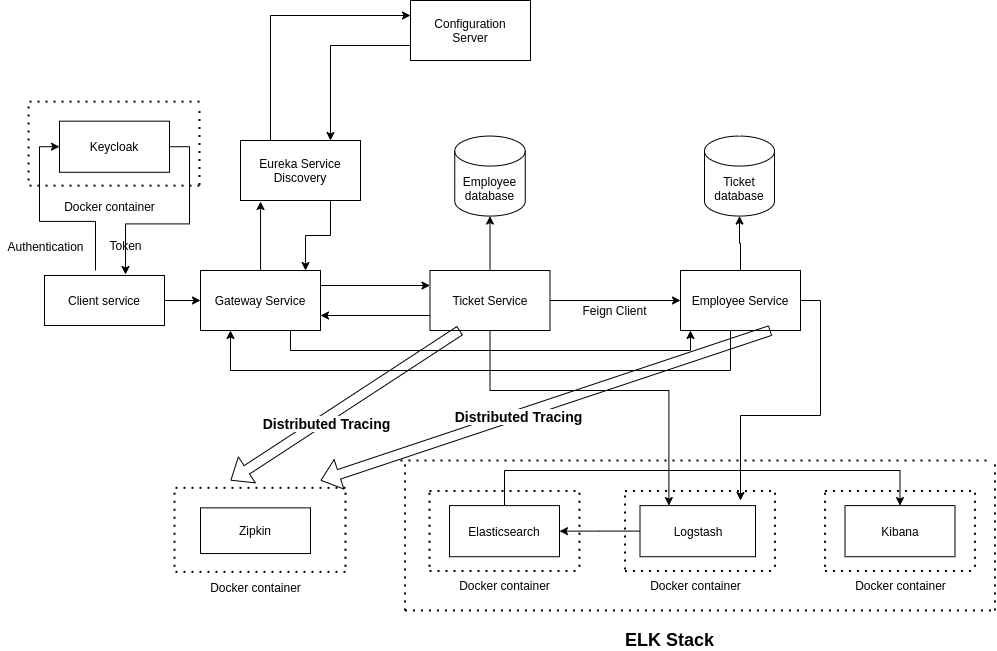 Configuration
Server
Keycloak
Eureka Service
Discovery
Employee
database
Ticket
database
Docker container
Authentication
Token
Client service
Gateway Service
Ticket Service
Feign Client
Employee Service
Distributed Tracing
Distributed Tracing
Zipkin
Elasticsearch
Logstash
Kibana
Docker container
Docker container
Docker container
Docker container
ELK Stack